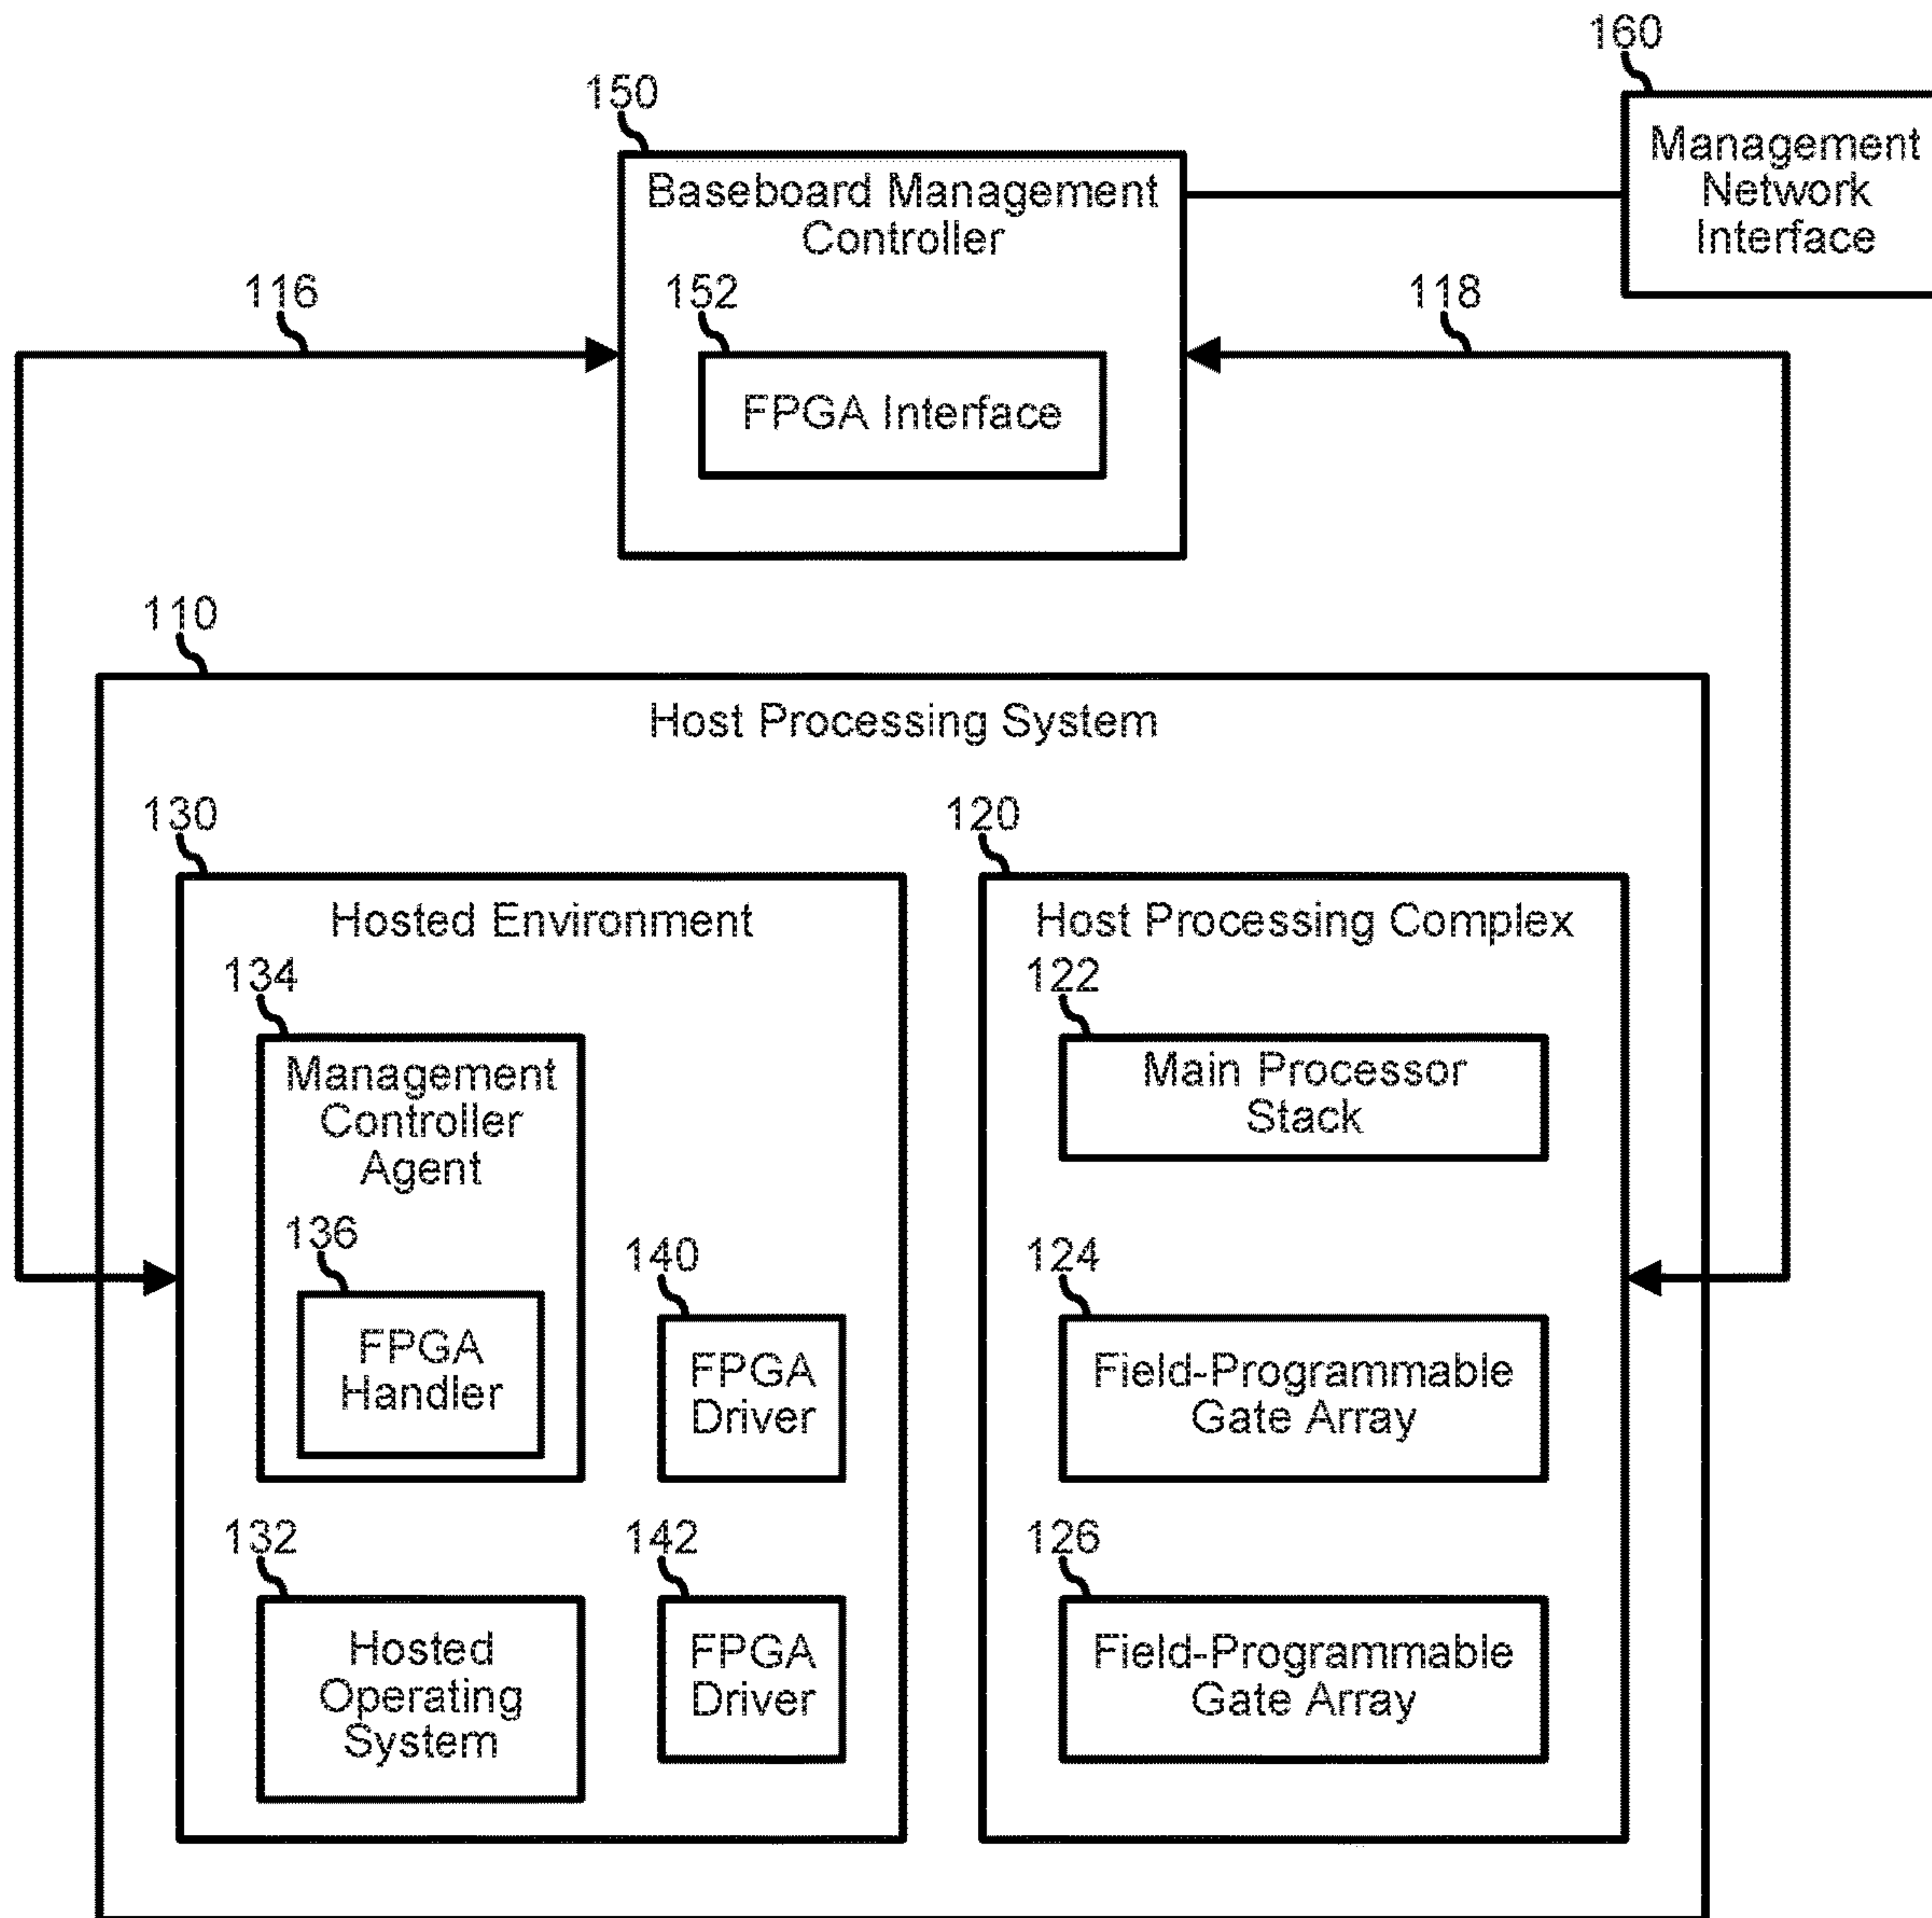 160
Management
Network
Interface
150
Baseboard Management
Controller
152
FPGA Interface
116
118
110
Host Processing System
130
Hosted Environment
134
Management
Controller
Agent
136
FPGA
Handler
140
FPGA
Driver
132
Hosted
Operating
System
142
FPGA
Driver
120
Host Processing Complex
122
Main Processor
Stack
124
Field-Programmable
Gate Array
126
Field-Programmable
Gate Array